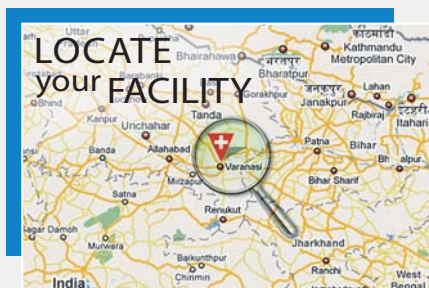 LOCATE
your FACILITY
Uttar
काठमाडौं
Kathmandu
Metropolitan City
Bhairahawa
भरतपुर
Bharatpur
Barabanki
Gorakhpur
जनकपुर
Janakpur
Lahan
Rajbiraj
इटहरी
Itahari
Bhind
Kanpur
Tanda
Unchahar
Allahabad
Varanasi
Patna
Bihar
Bihar Sharif
Banda
Mirzapu
Satna
Renukut
Sagar Damoh
Murwara
Jharkhand
Baikunthpur
Chirimiri
Ranchi
India
West
Bengal